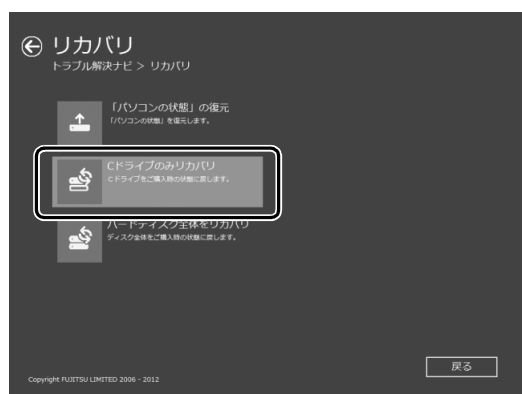 リカバリ
トラブル解決ナビ > リカバリ
「パソコンの状態」の復元
「パソコンの状態」を復元します。
Cドライブのみリカバリ
Cドライブをご購入時の状態に戻します。
ハードディスク全体をリカバリ
ディスク全体をご購入時の状態に戻します。
戻る
Copyright FUJITSU LIMITED 2006 - 2012